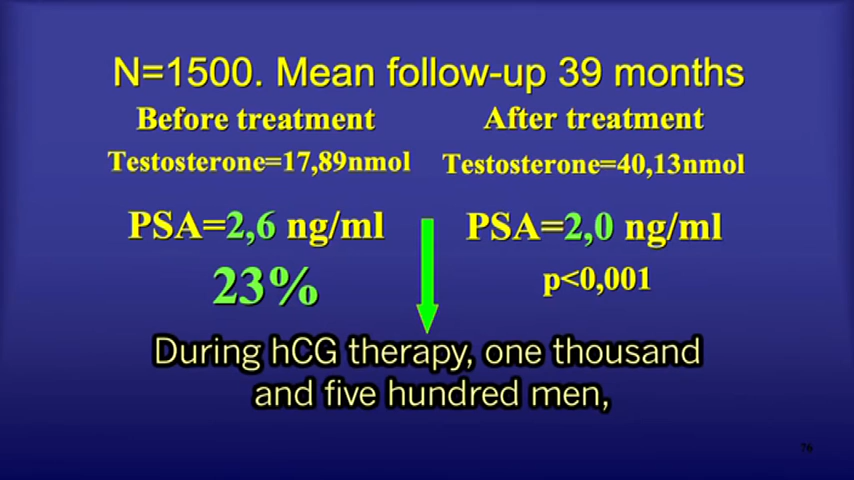 N=1500. Mean follow-up 39 months
Before treatment
After treatment
Testosterone=17,89nmol
Testosterone=40,13nmol
PSA=2,6 ng/ml
PSA=2,0 ng/ml
23%
p<0,001
During hCG therapy, one thousand
and five hundred men,
76